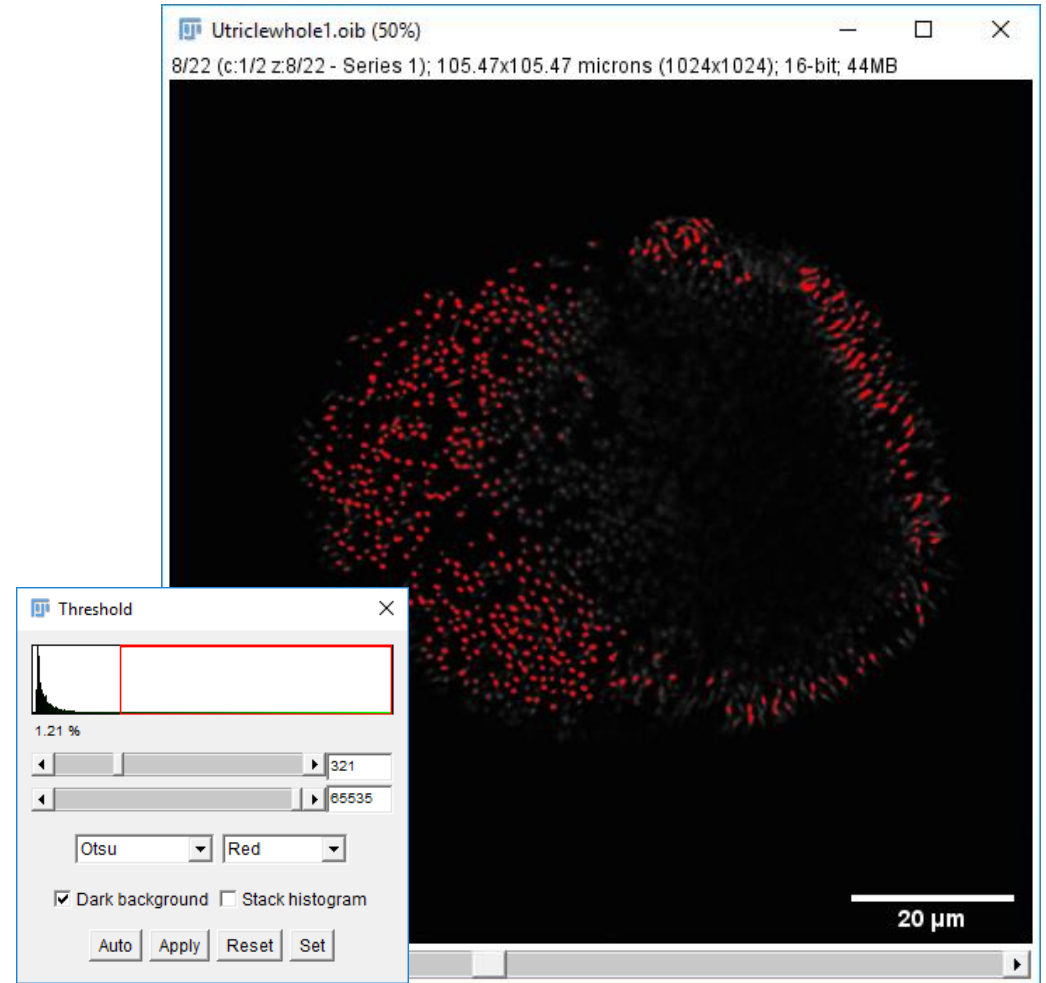 Utriclewhole1.oib (50%)
8/22 (c:1/2 z:8/22 - Series 1); 105.47x105.47 microns (1024x1024); 16-bit; 44MB
20 µm
Threshold
1.21 %
321
65535
Otsu Red
Dark background Stack histogram
Auto Apply Reset Set